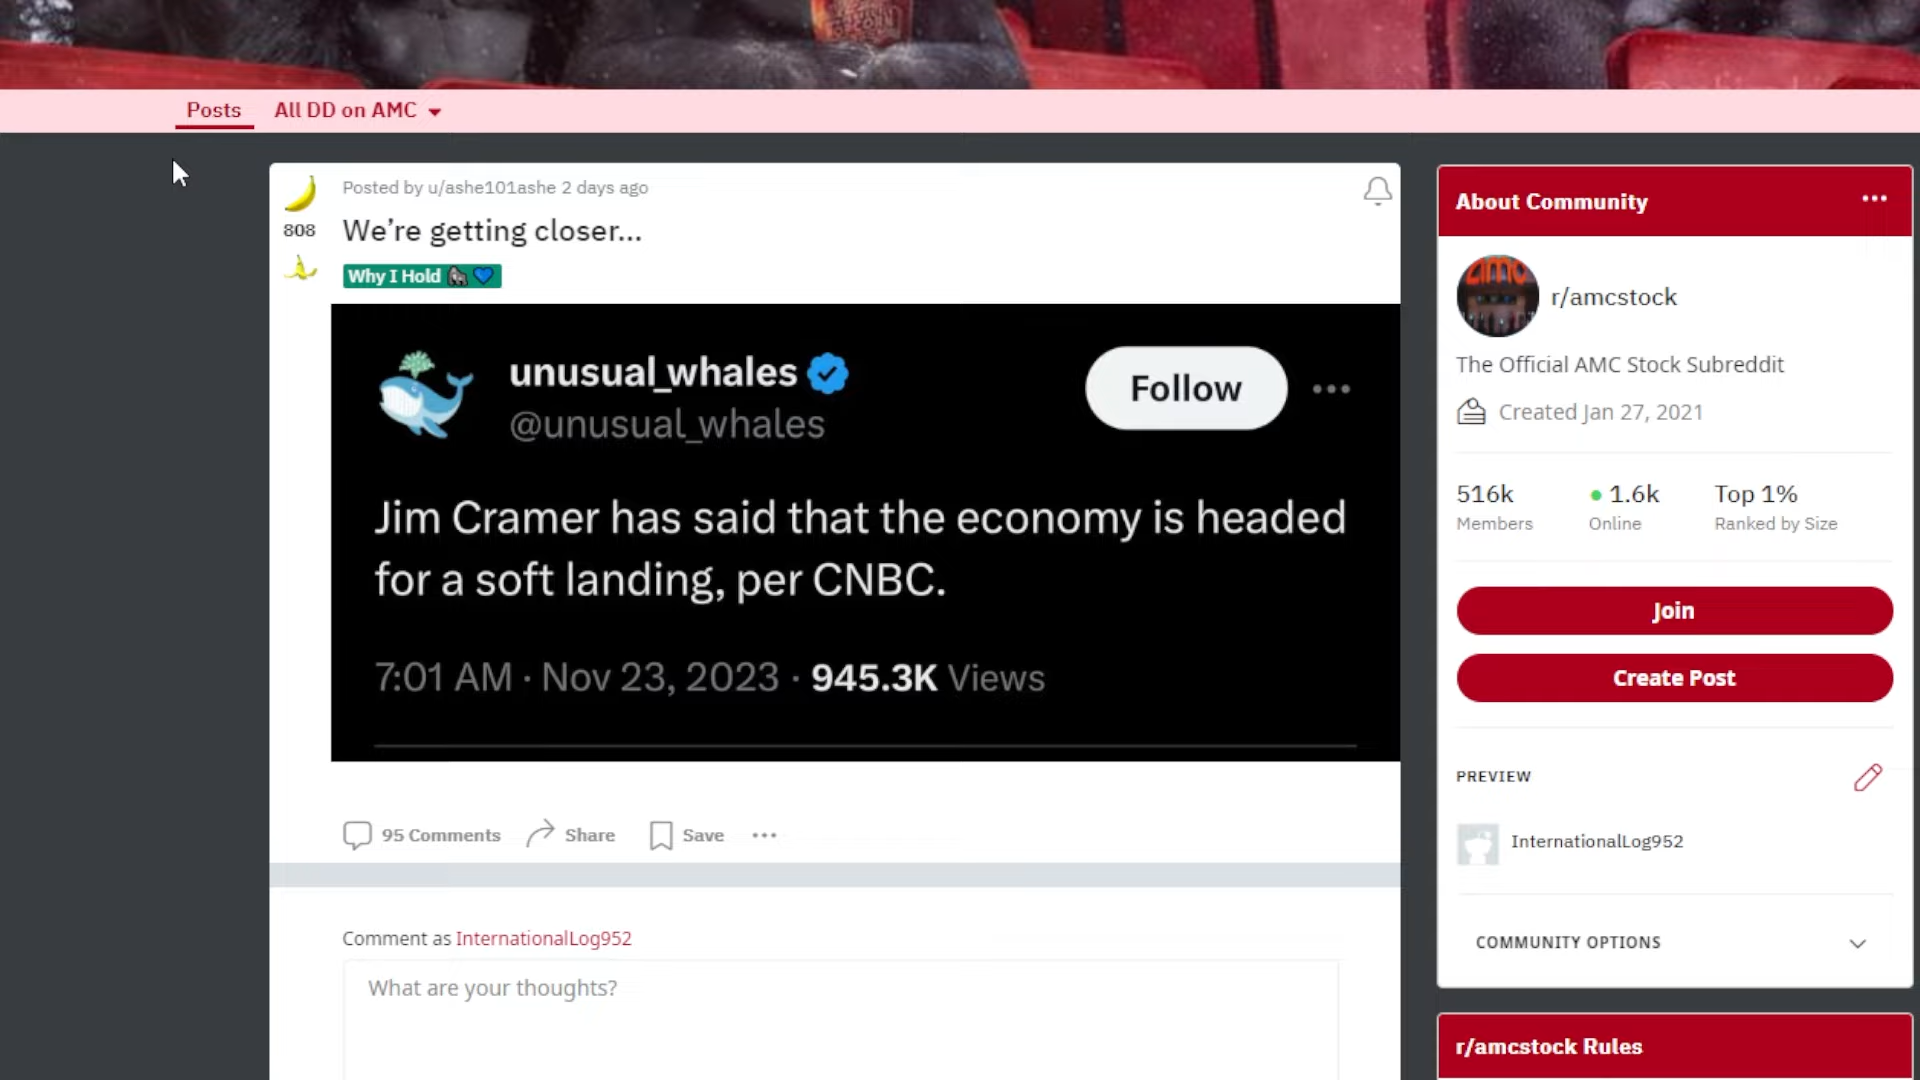 Posts
All DD on AMC
Posted by u/ashe101ashe 2 days ago
808
We’re getting closer...
Why I Hold 🦍💙
unusual_whales
@unusual_whales
Follow
Jim Cramer has said that the economy is headed
for a soft landing, per CNBC.
7:01 AM · Nov 23, 2023 · 945.3K Views
95 Comments
Share
Save
Comment as InternationalLog952
What are your thoughts?
About Community
r/amcstock
The Official AMC Stock Subreddit
Created Jan 27, 2021
516k
Members
1.6k
Online
Top 1%
Ranked by Size
Join
Create Post
PREVIEW
InternationalLog952
COMMUNITY OPTIONS
r/amcstock Rules